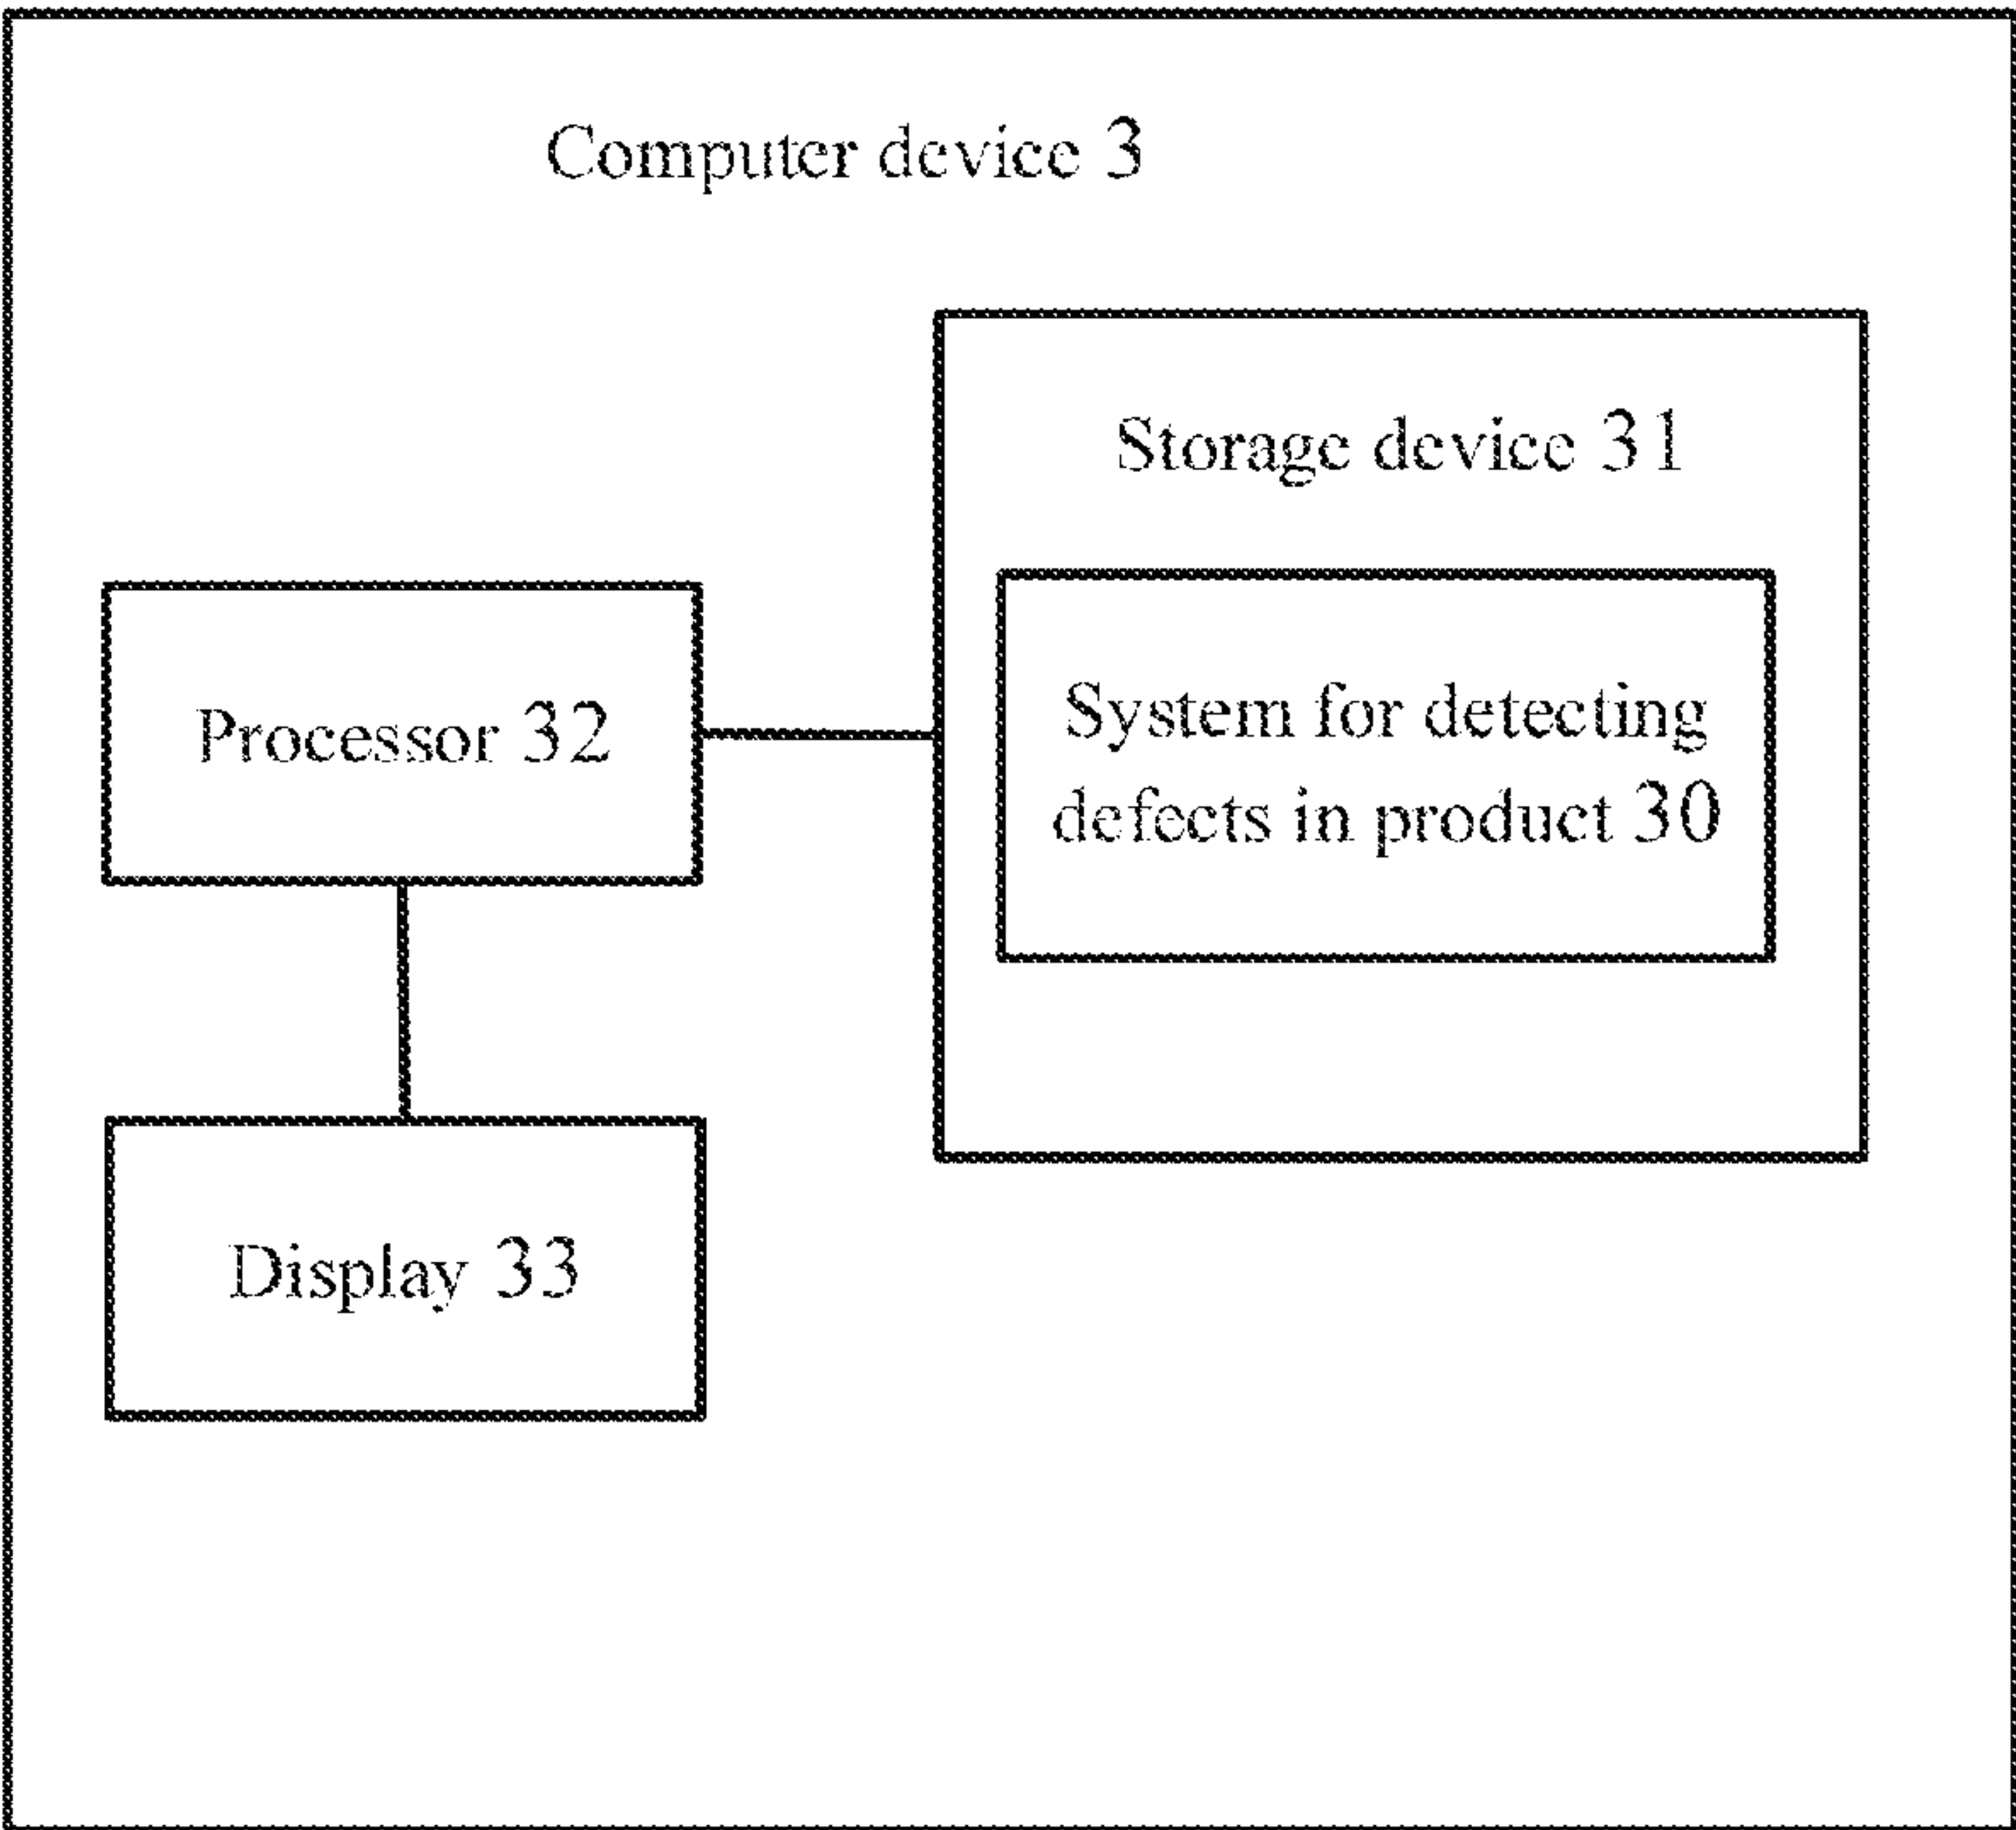 Computer device 3
Storage device 31
System for detecting
defects in product 30
Processor 32
Display 33